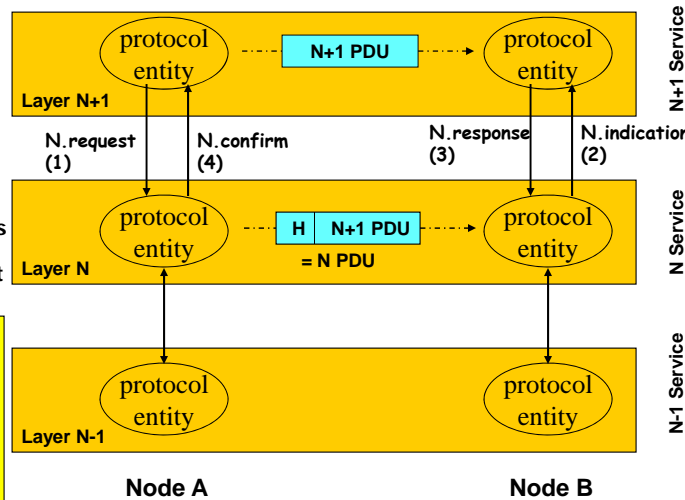 protocol
entity
N+1 PDU
protocol
entity
Layer N+1
N+1 Service
N.request
(1)
N.confirm
(4)
N.response
(3)
N.indication
(2)
s
t
protocol
entity
H N+1 PDU
= N PDU
protocol
entity
Layer N
N Service
protocol
entity
protocol
entity
Layer N-1
N-1 Service
Node A
Node B